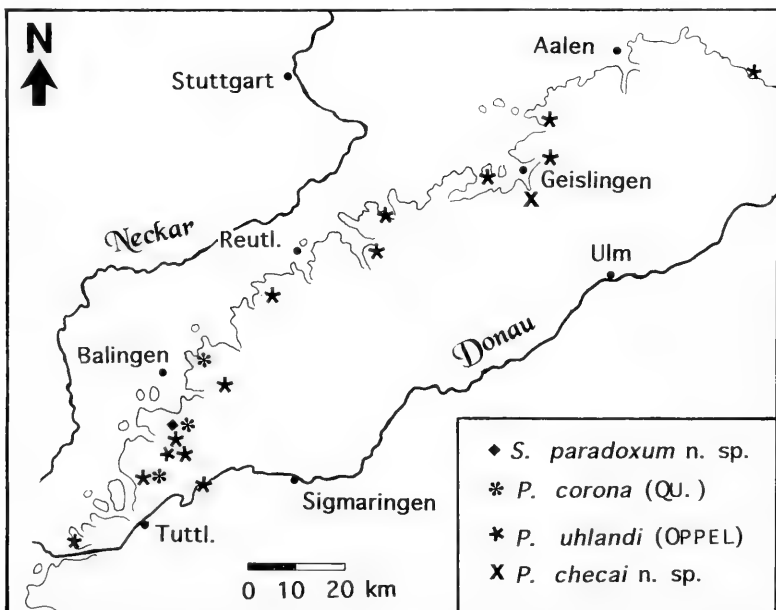 N
Aalen
Stuttgart
Geislingen
Neckar
Reutl.
Ulm
Donau
Balingen
S. paradoxum n. sp.
P. corona (QU.)
Sigmaringen
P. uhlandi (OPPEL)
Tuttl.
P. checai n. sp.
0 10 20 km